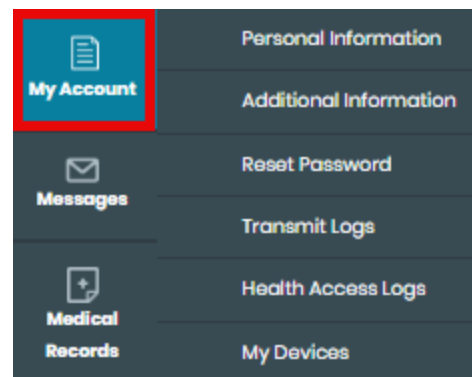 My Account
Messages
Medical
Records
Personal Information
Additional Information
Reset Password
Transmit Logs
Health Access Logs
My Devices